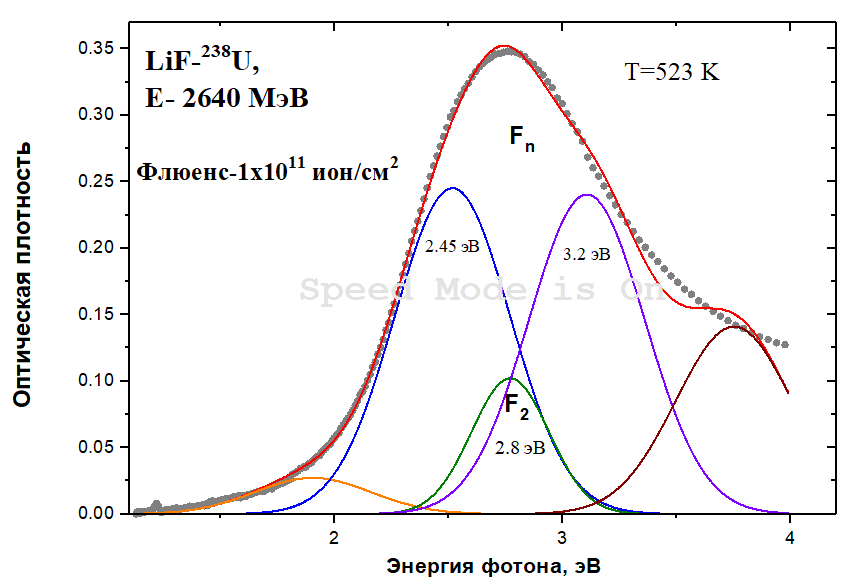 LiF-²³⁸U,
E- 2640 МэВ
T=523 K
Флюенс-1x10¹¹ ион/см²
Fₙ
2.45 эВ
3.2 эВ
Speed Mode is On
F₂
2.8 эВ
Оптическая плотность
0.35
0.30
0.25
0.20
0.15
0.10
0.05
0.00
2
3
4
Энергия фотона, эВ